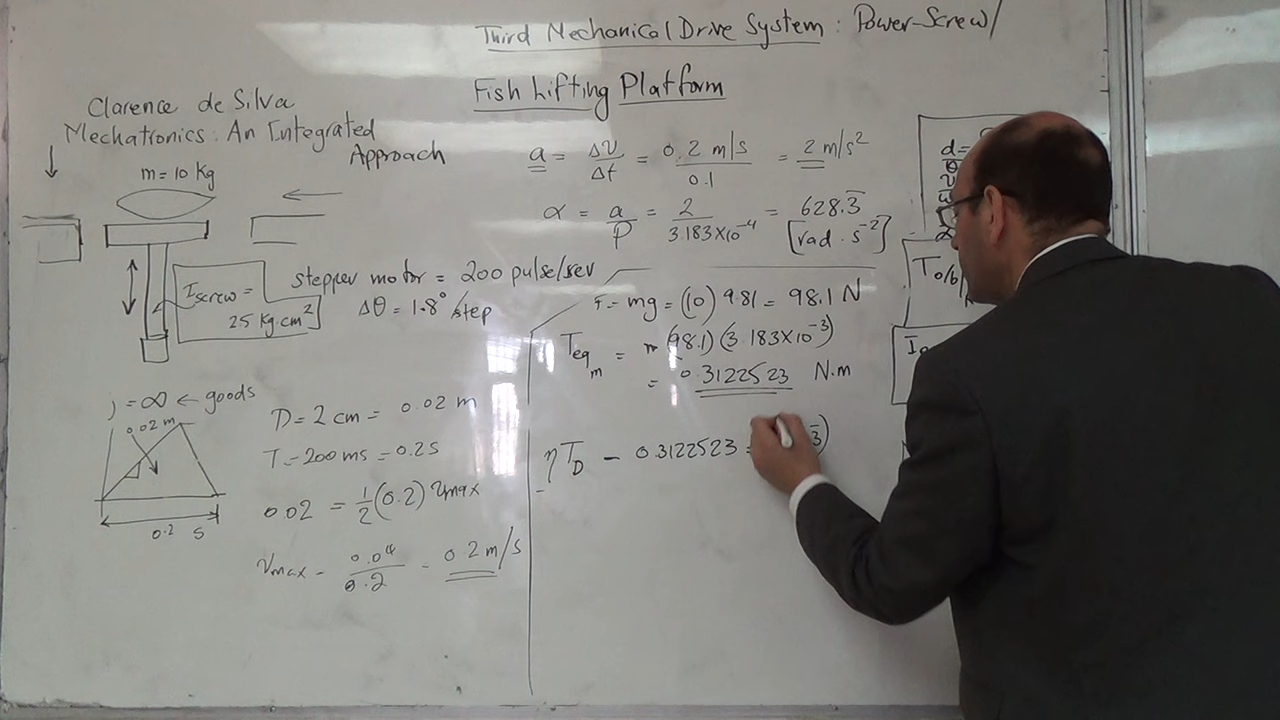 Third Mechanical Drive System : Power-Screw/
Fish Lifting Platform
Clarence de Silva
Mechatronics : An Integrated
Approach
m = 10 Kg
Iscrew =
25 Kg.cm²
stepper motor = 200 pulse/rev
Δθ = 1.8°/step
= ∞ ← goods
0.02 m
0.2 s
D = 2 cm = 0.02 m
T = 200 ms = 0.2 s
0.02 = 1/2 (0.2) vmax
vmax = 0.04/0.2 = 0.2 m/s
a = Δv/Δt = 0.2 m/s / 0.1 = 2 m/s²
α = a/p = 2 / 3.183×10⁻⁴ = 628.3̅ [rad.s⁻²]
F = mg = (10) 9.81 = 98.1 N
Teqm = (98.1) (3.183×10⁻³)
= 0.3122523 N.m
ηTD - 0.3122523 =
3̅)
d =
θ
v
α
To/b/